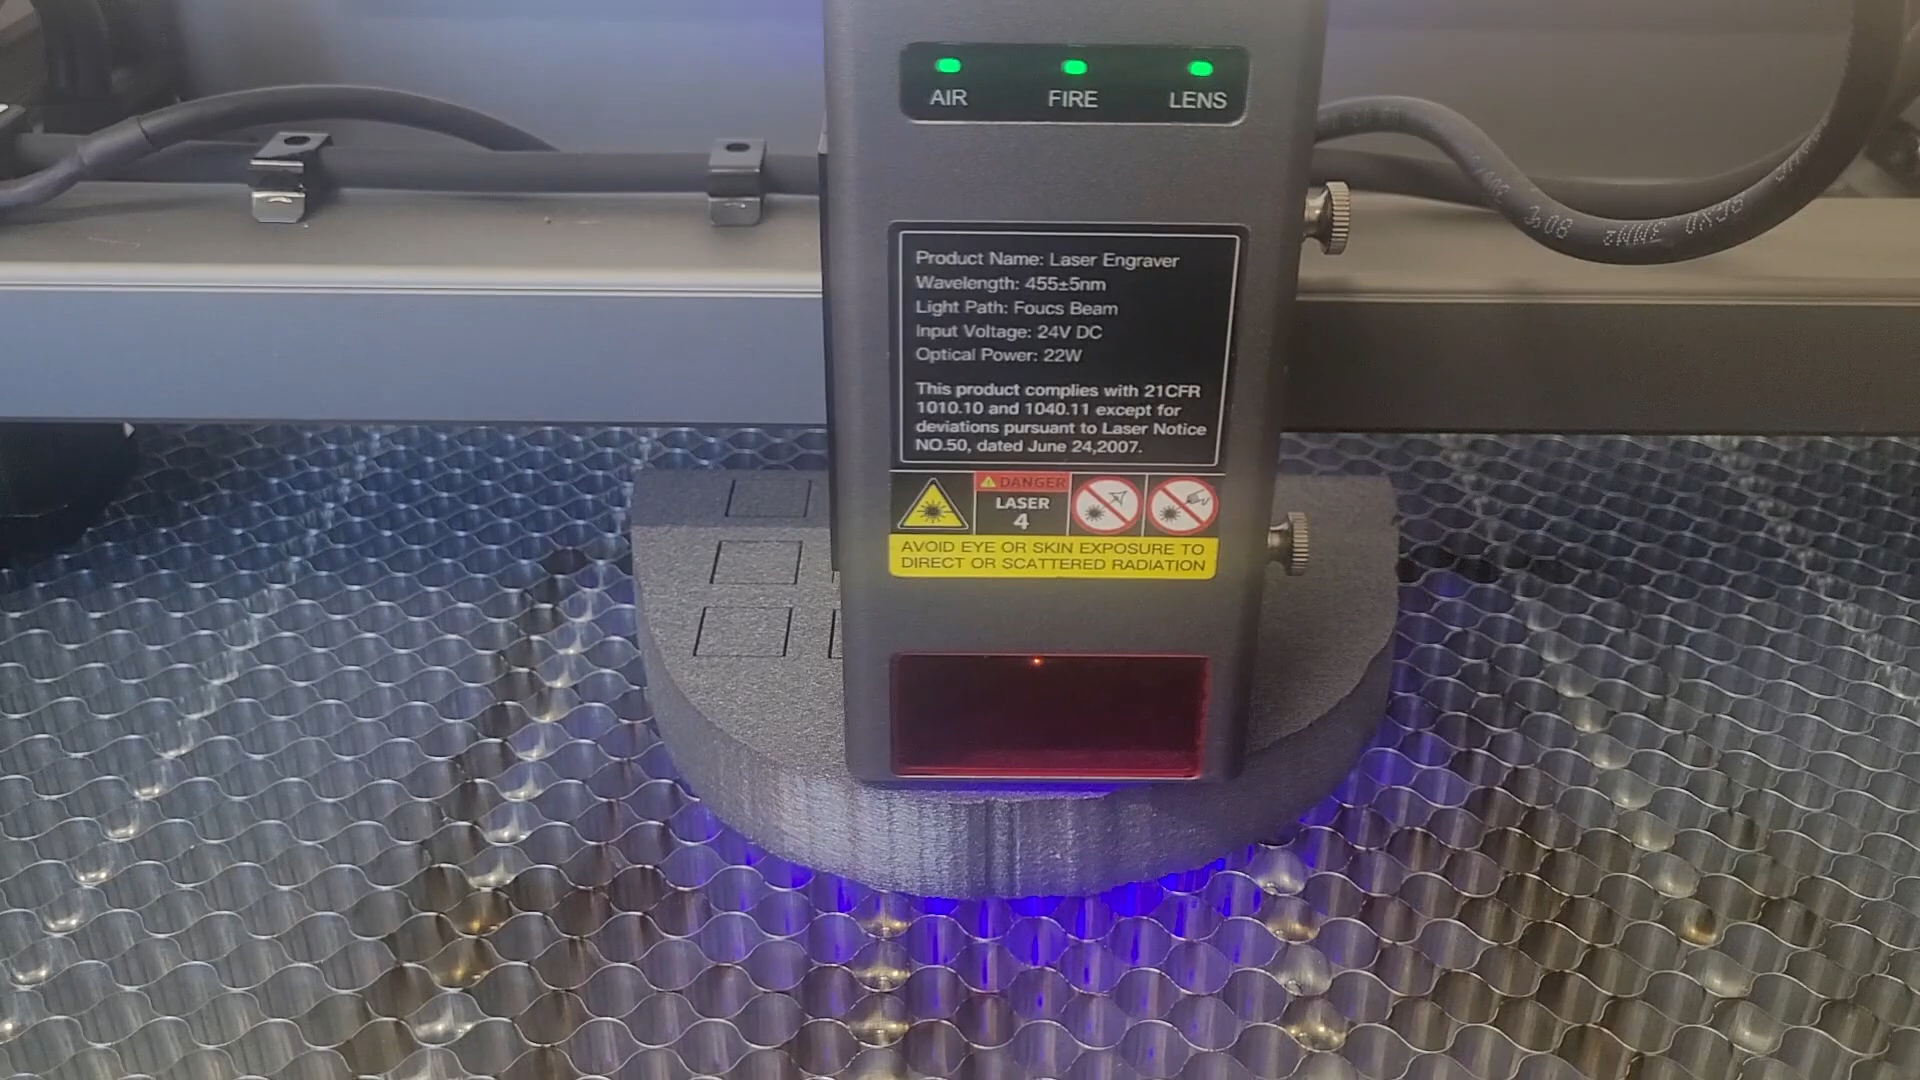 AIR FIRE LENS
Product Name: Laser Engraver
Wavelength: 455±5nm
Light Path: Foucs Beam
Input Voltage: 24V DC
Optical Power: 22W
This product complies with 21CFR
1010.10 and 1040.11 except for
deviations pursuant to Laser Notice
NO.50, dated June 24,2007.
DANGER
LASER
4
AVOID EYE OR SKIN EXPOSURE TO
DIRECT OR SCATTERED RADIATION